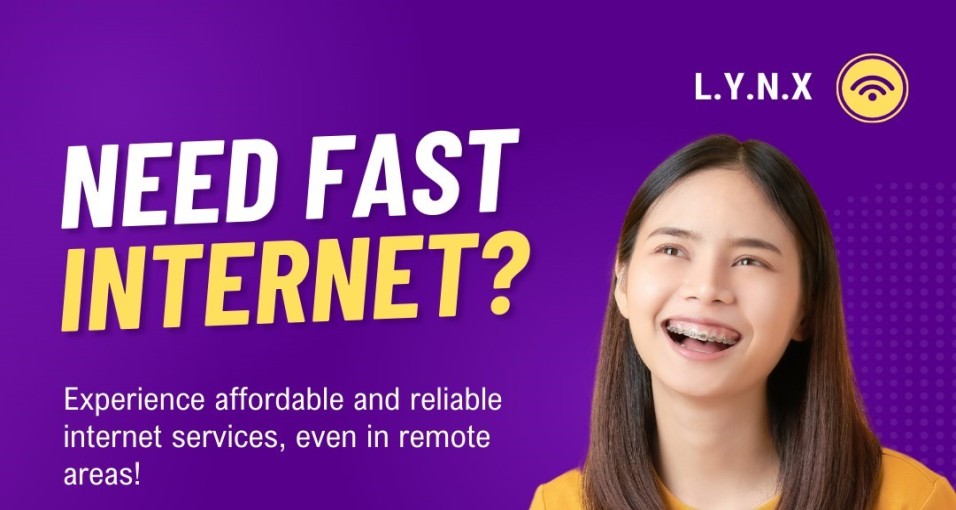 L.Y.N.X
NEED FAST
INTERNET?
Experience affordable and reliable
internet services, even in remote
areas!